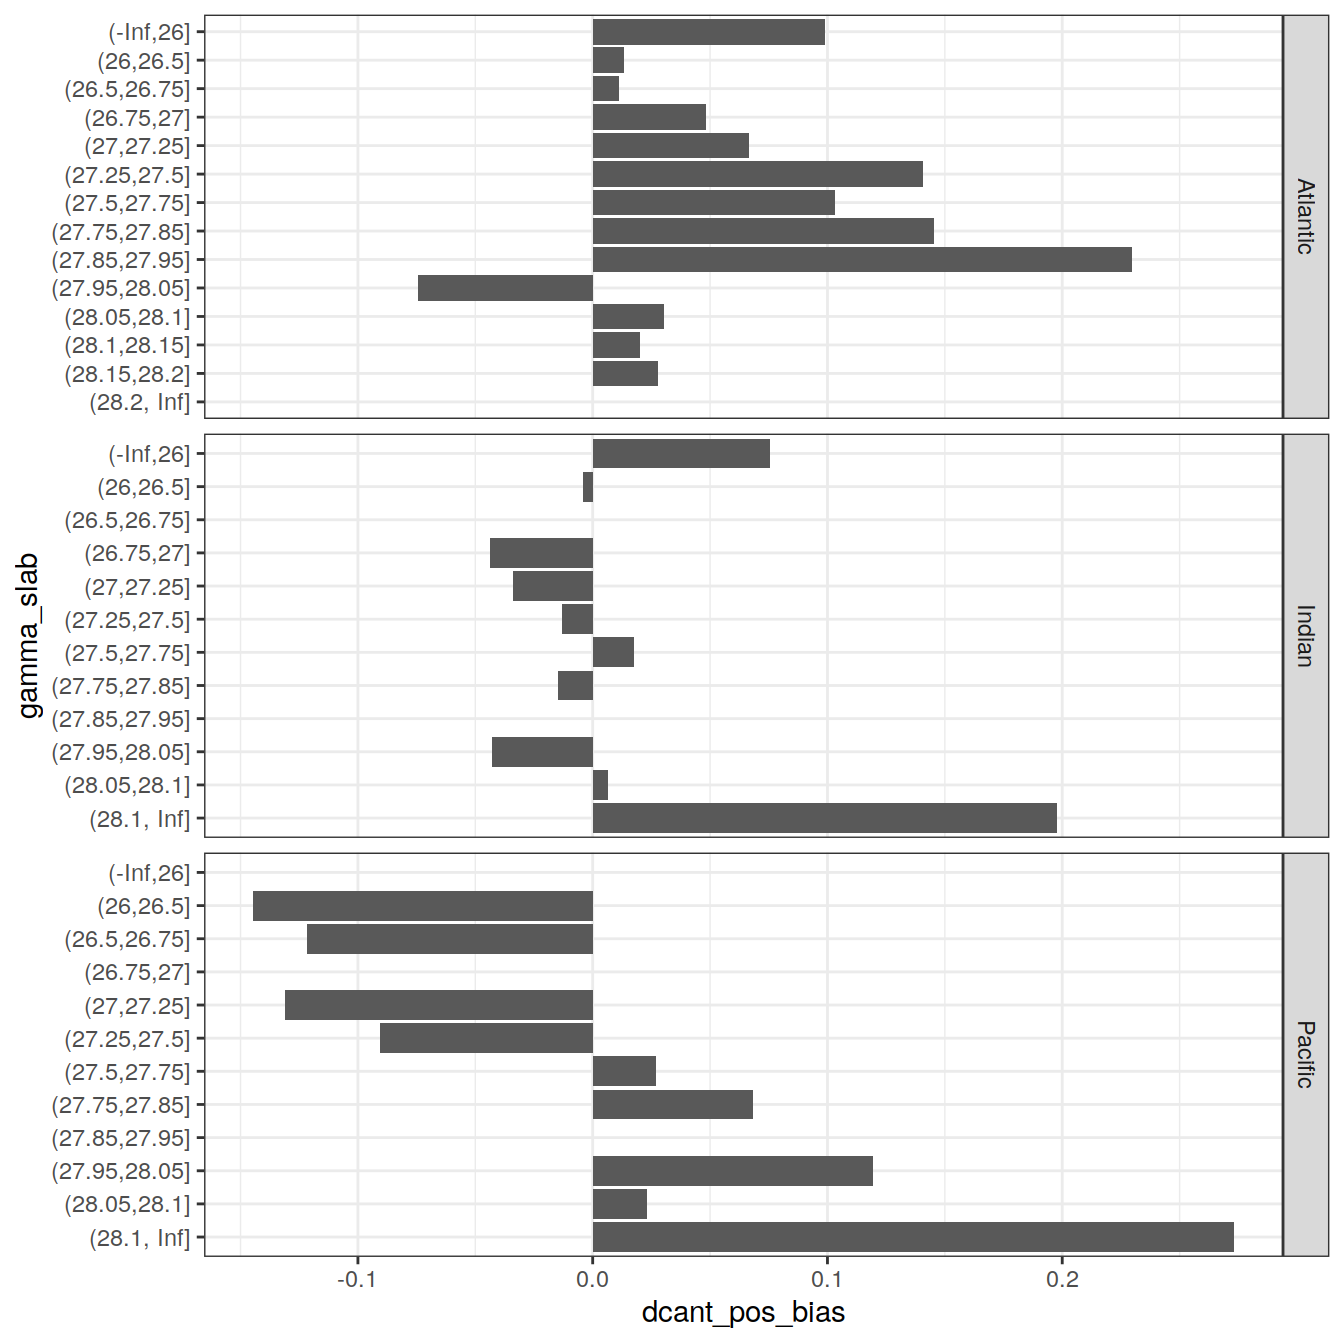 (-Inf,26]
(26,26.5]
(26.5,26.75]
(26.75,27]
(27,27.25]
(27.25,27.5]
(27.5,27.75]
(27.75,27.85]
(27.85,27.95]
(27.95,28.05]
(28.05,28.1]
(28.1,28.15]
(28.15,28.2]
(28.2, Inf]
Atlantic
(-Inf,26]
(26,26.5]
(26.5,26.75]
(26.75,27]
(27,27.25]
(27.25,27.5]
(27.5,27.75]
(27.75,27.85]
(27.85,27.95]
(27.95,28.05]
(28.05,28.1]
(28.1, Inf]
Indian
gamma_slab
(-Inf,26]
(26,26.5]
(26.5,26.75]
(26.75,27]
(27,27.25]
(27.25,27.5]
(27.5,27.75]
(27.75,27.85]
(27.85,27.95]
(27.95,28.05]
(28.05,28.1]
(28.1, Inf]
Pacific
-0.1 0.0 0.1 0.2
dcant_pos_bias